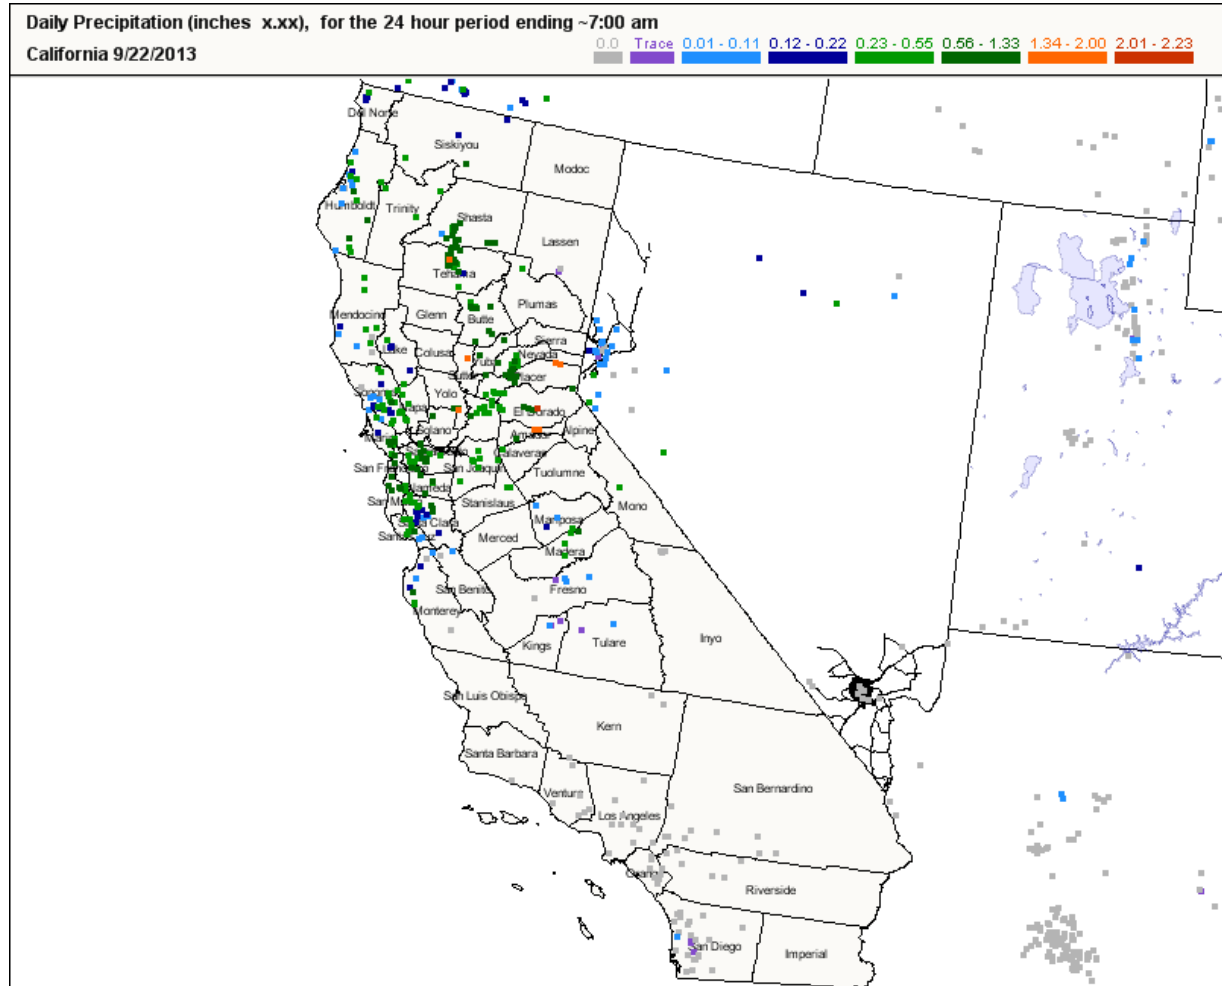 Daily Precipitation (inches x.xx), for the 24 hour period ending ~7:00 am
California 9/22/2013
0.0 Trace 0.01 - 0.11 0.12 - 0.22 0.23 - 0.55 0.56 - 1.33 1.34 - 2.00 2.01 - 2.23
Del Norte
Siskiyou
Modoc
Humboldt
Trinity
Shasta
Lassen
Tehama
Plumas
Mendocino
Glenn
Butte
Sierra
Lake
Colusa
Yuba
Nevada
Placer
Yolo
Napa
El Dorado
Solano
Amador
Alpine
Calaveras
San Joaquin
Tuolumne
Alameda
Stanislaus
Mono
Santa Clara
Mariposa
Merced
Madera
San Benito
Fresno
Monterey
Kings
Tulare
Inyo
San Luis Obispo
Kern
Santa Barbara
Ventura
Los Angeles
San Bernardino
Orange
Riverside
San Diego
Imperial